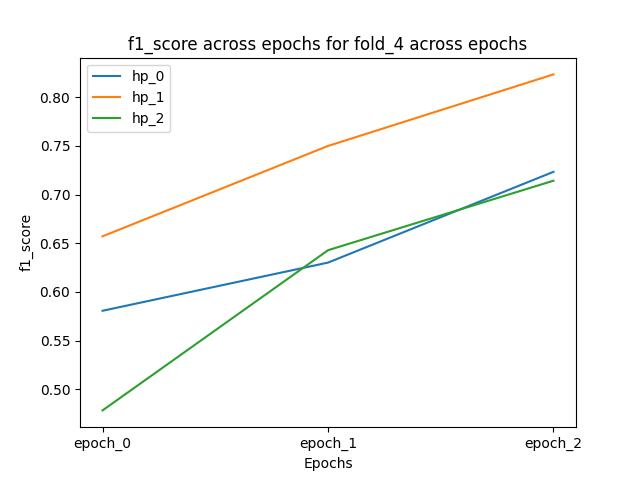 f1_score across epochs for fold_4 across epochs
hp_0
hp_1
hp_2
f1_score
0.80
0.75
0.70
0.65
0.60
0.55
0.50
epoch_0
epoch_1
epoch_2
Epochs